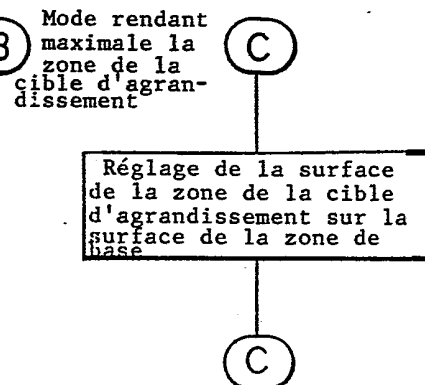 Mode rendant
B maximale la
zone de la
cible d'agran-
dissement
C
Réglage de la surface
de la zone de la cible
d'agrandissement sur la
surface de la zone de
base
C